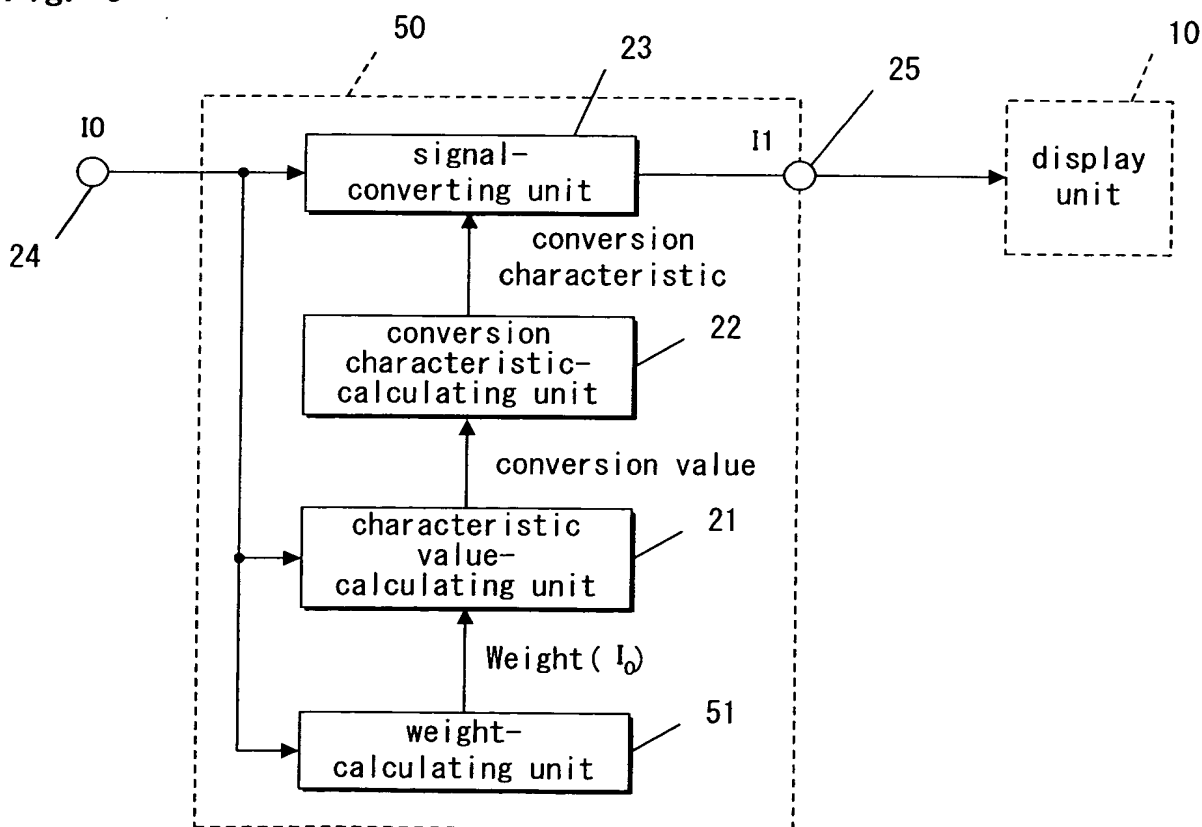 50
23
25
10
I0
signal-
converting unit
I1
display
unit
24
conversion
characteristic
conversion
characteristic-
calculating unit
22
conversion value
characteristic
value-
calculating unit
21
Weight( I₀)
weight-
calculating unit
51